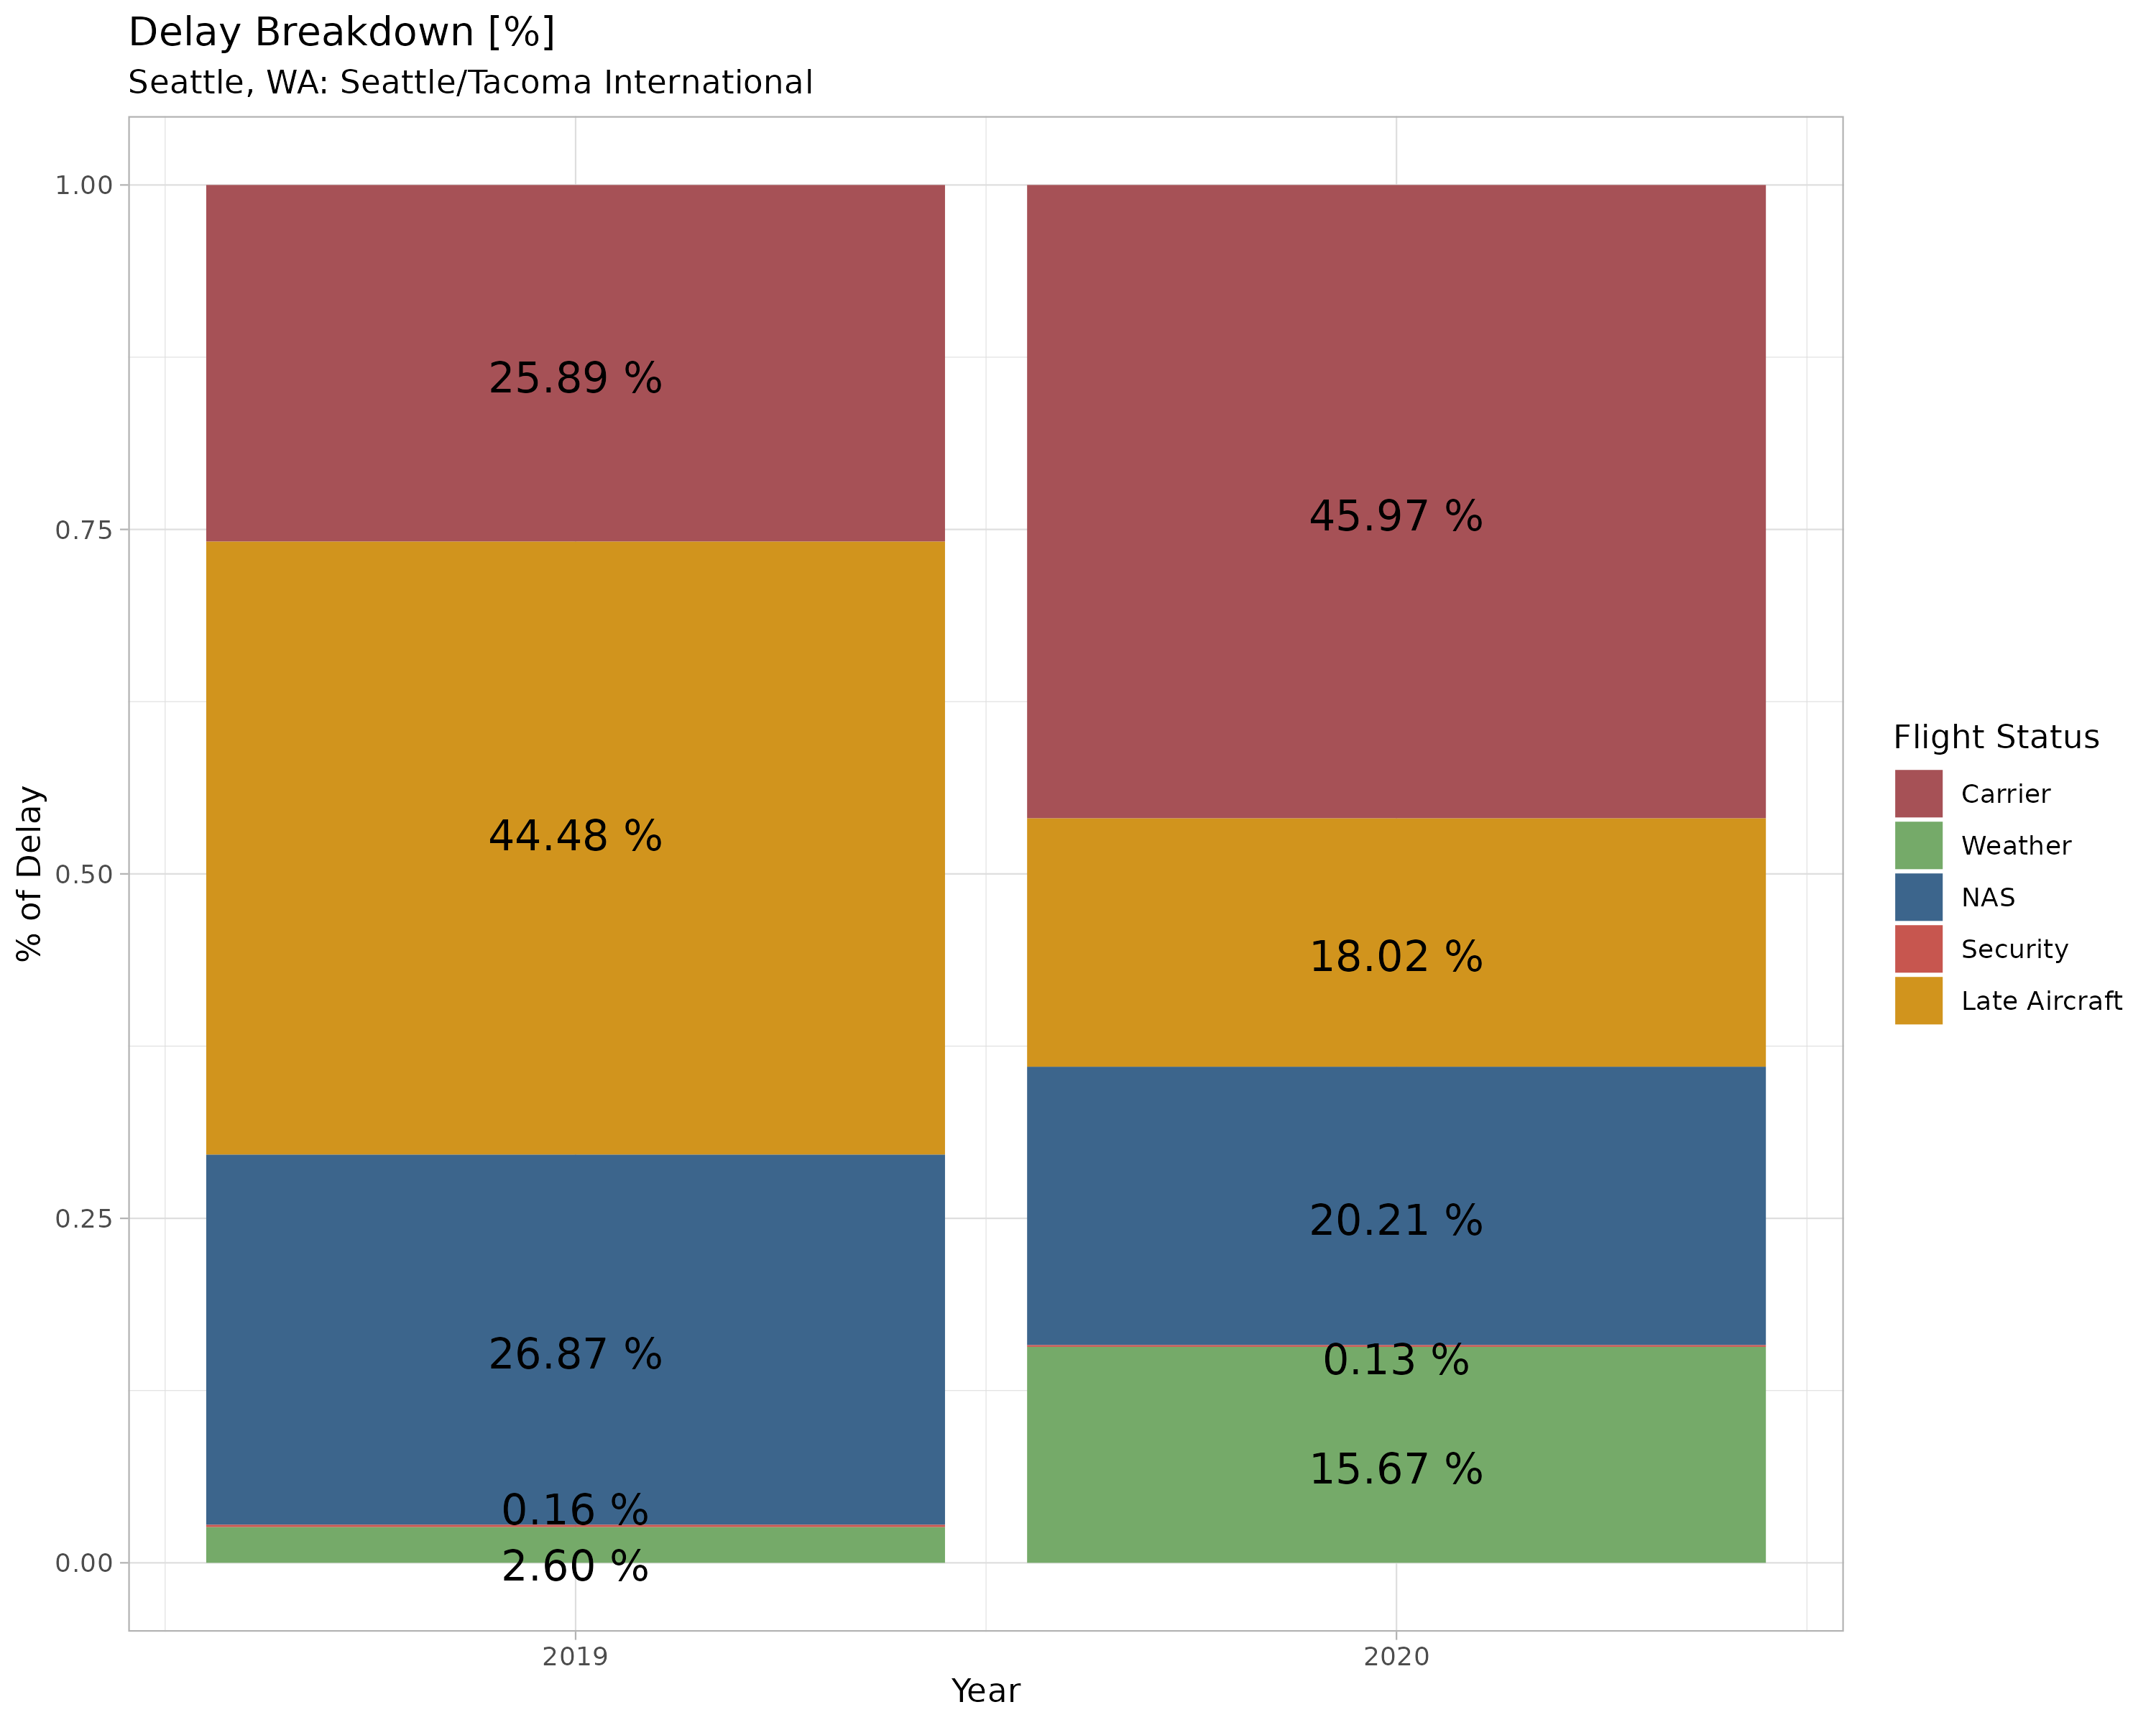 Delay Breakdown [%]
Seattle, WA: Seattle/Tacoma International
% of Delay
1.00
0.75
0.50
0.25
0.00
25.89 %
44.48 %
26.87 %
0.16 %
2.60 %
45.97 %
18.02 %
20.21 %
0.13 %
15.67 %
2019
2020
Year
Flight Status
Carrier
Weather
NAS
Security
Late Aircraft